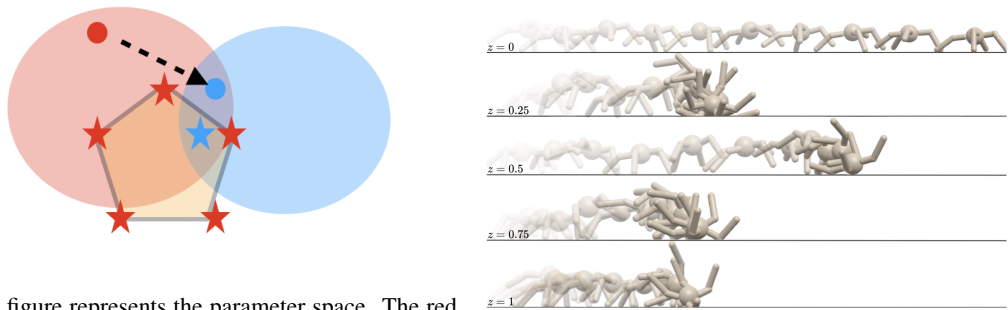 figure represents the parameter space. The red
z = 0
z = 0.25
z = 0.5
z = 0.75
z = 1